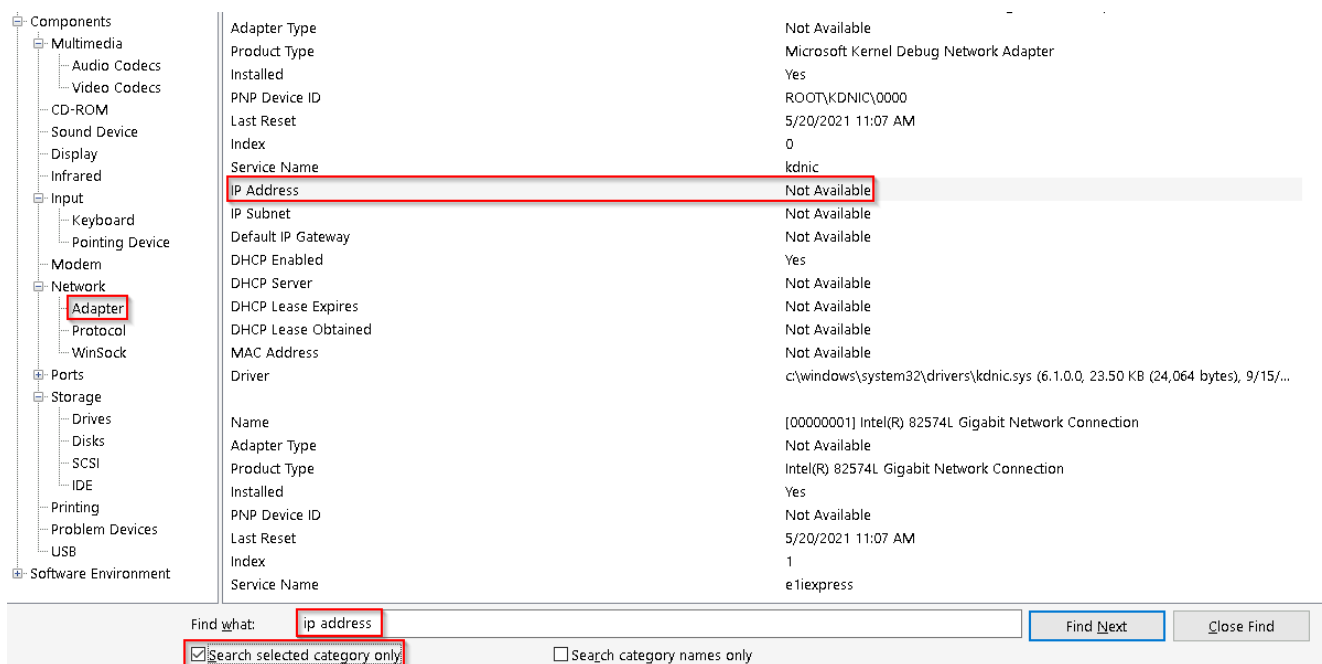 Components
Multimedia
Audio Codecs
Video Codecs
CD-ROM
Sound Device
Display
Infrared
Input
Keyboard
Pointing Device
Modem
Network
Adapter
Protocol
WinSock
Ports
Storage
Drives
Disks
SCSI
IDE
Printing
Problem Devices
USB
Software Environment
Adapter Type Not Available
Product Type Microsoft Kernel Debug Network Adapter
Installed Yes
PNP Device ID ROOT\KDNIC\0000
Last Reset 5/20/2021 11:07 AM
Index 0
Service Name kdnic
IP Address Not Available
IP Subnet Not Available
Default IP Gateway Not Available
DHCP Enabled Yes
DHCP Server Not Available
DHCP Lease Expires Not Available
DHCP Lease Obtained Not Available
MAC Address Not Available
Driver c:\windows\system32\drivers\kdnic.sys (6.1.0.0, 23.50 KB (24,064 bytes), 9/15/...
Name [00000001] Intel(R) 82574L Gigabit Network Connection
Adapter Type Not Available
Product Type Intel(R) 82574L Gigabit Network Connection
Installed Yes
PNP Device ID Not Available
Last Reset 5/20/2021 11:07 AM
Index 1
Service Name e1iexpress
Find what: ip address Find Next Close Find
Search selected category only Search category names only